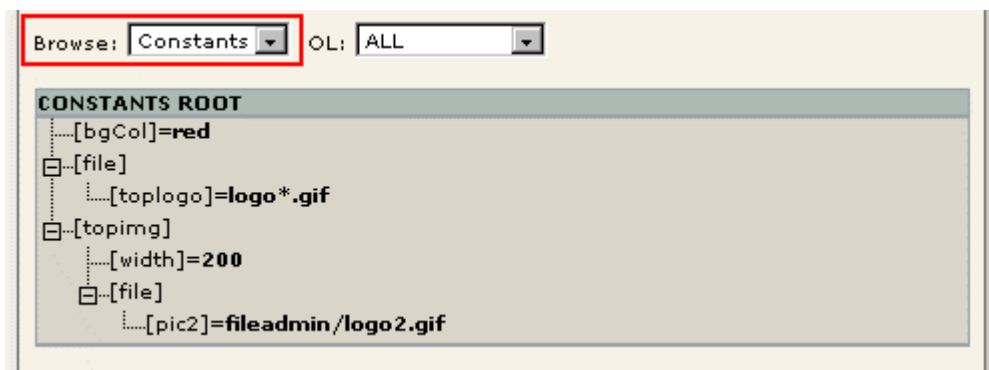 Browse: Constants OL: ALL
CONSTANTS ROOT
[bgCol]=red
[file]
[toplogo]=logo*.gif
[topimg]
[width]=200
[file]
[pic2]=fileadmin/logo2.gif